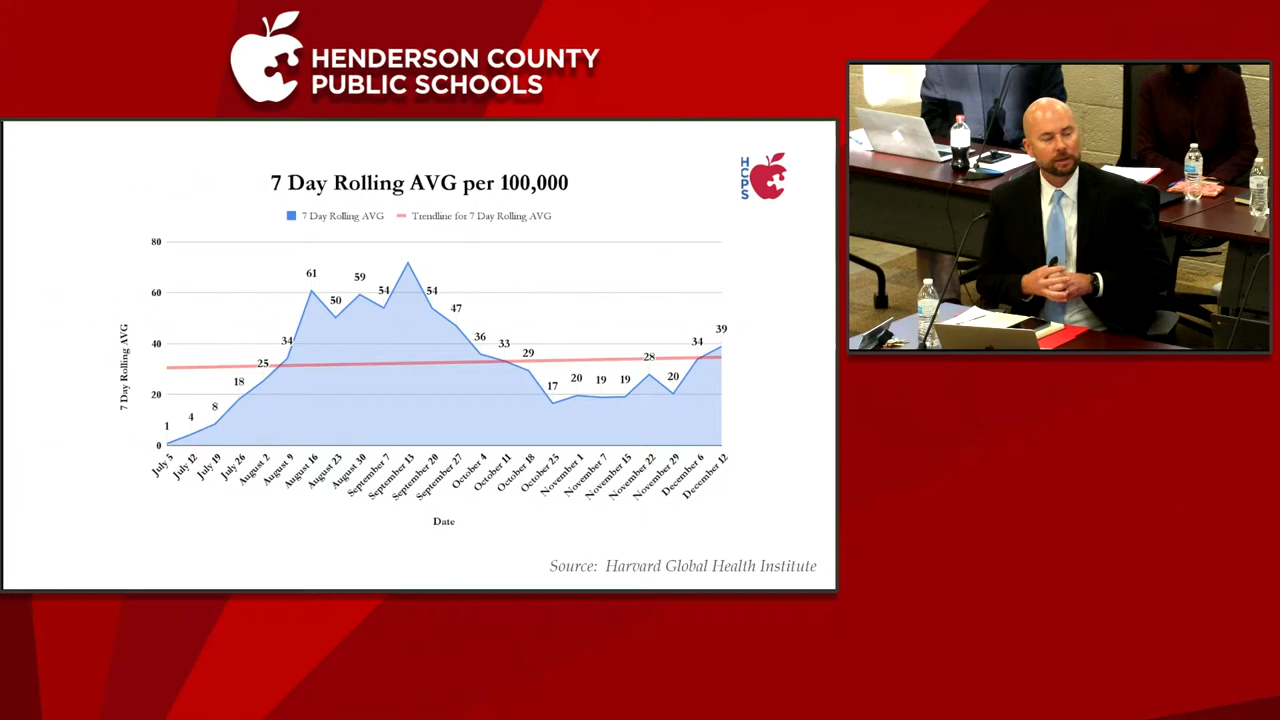 HENDERSON COUNTY
PUBLIC SCHOOLS
HCPS
7 Day Rolling AVG per 100,000
7 Day Rolling AVG
Trendline for 7 Day Rolling AVG
7 Day Rolling AVG
80
60
40
20
0
1
4
8
18
25
34
61
50
59
54
54
47
36
33
29
17
20
19
19
28
20
34
39
July 5
July 12
July 19
July 26
August 2
August 9
August 16
August 23
August 30
September 7
September 13
September 20
September 27
October 4
October 11
October 18
October 25
November 1
November 7
November 15
November 22
November 29
December 6
December 12
Date
Source: Harvard Global Health Institute